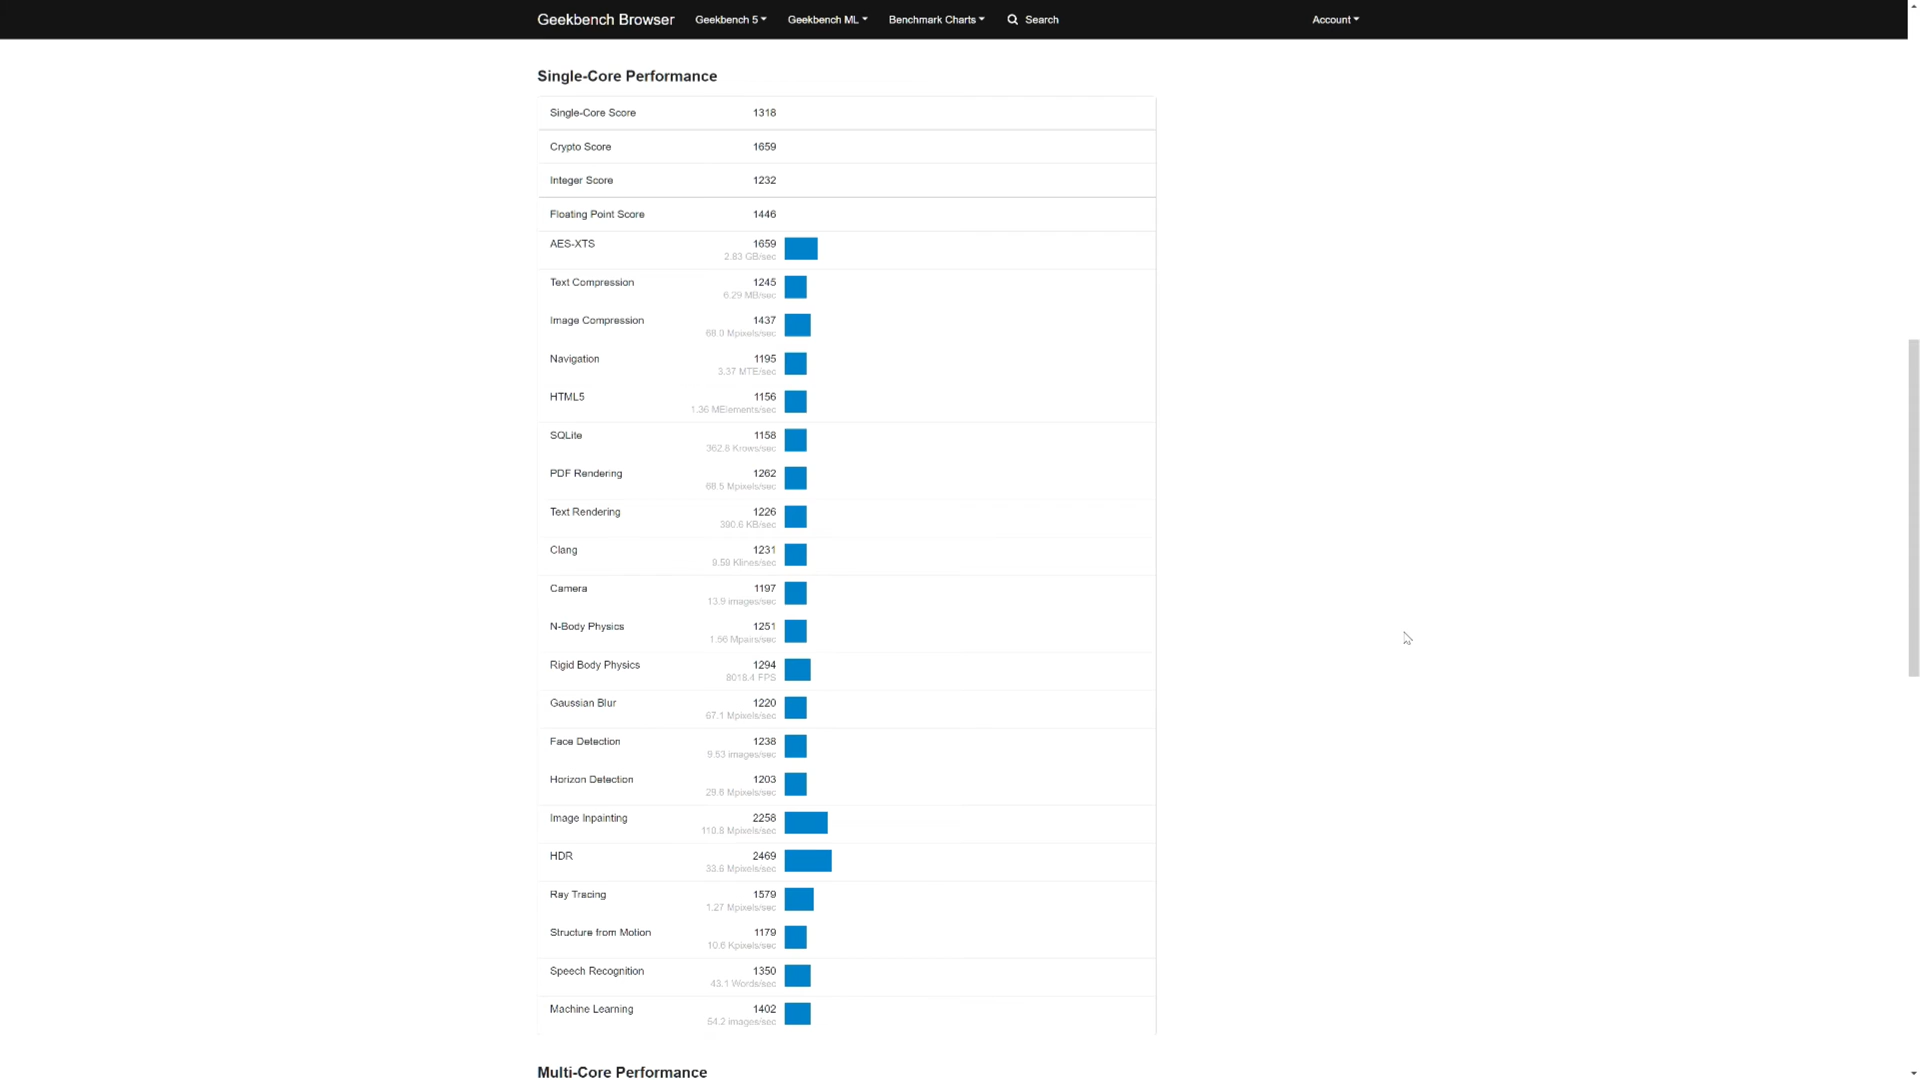 Geekbench Browser Geekbench 5 Geekbench ML Benchmark Charts Search Account
Single-Core Performance
Single-Core Score 1318
Crypto Score 1659
Integer Score 1232
Floating Point Score 1446
AES-XTS 1659
2.83 GB/sec
Text Compression 1245
6.29 MB/sec
Image Compression 1437
68.0 Mpixels/sec
Navigation 1195
3.37 MTE/sec
HTML5 1156
1.36 MElements/sec
SQLite 1158
362.8 Krows/sec
PDF Rendering 1262
68.5 Mpixels/sec
Text Rendering 1226
390.6 KB/sec
Clang 1231
9.59 Klines/sec
Camera 1197
13.9 images/sec
N-Body Physics 1251
1.56 Mpairs/sec
Rigid Body Physics 1294
8018.4 FPS
Gaussian Blur 1220
67.1 Mpixels/sec
Face Detection 1238
9.53 images/sec
Horizon Detection 1203
29.6 Mpixels/sec
Image Inpainting 2258
110.8 Mpixels/sec
HDR 2469
33.6 Mpixels/sec
Ray Tracing 1579
1.27 Mpixels/sec
Structure from Motion 1179
10.6 Kpixels/sec
Speech Recognition 1350
43.1 Words/sec
Machine Learning 1402
54.2 images/sec
Multi-Core Performance